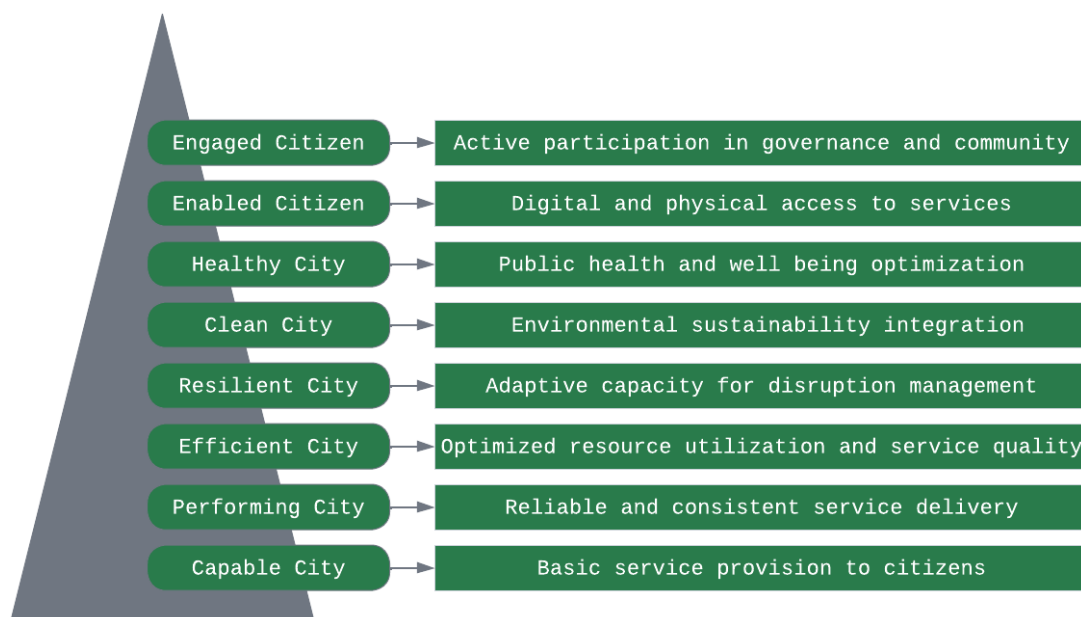 Engaged Citizen
Active participation in governance and community
Enabled Citizen
Digital and physical access to services
Healthy City
Public health and well being optimization
Clean City
Environmental sustainability integration
Resilient City
Adaptive capacity for disruption management
Efficient City
Optimized resource utilization and service quality
Performing City
Reliable and consistent service delivery
Capable City
Basic service provision to citizens